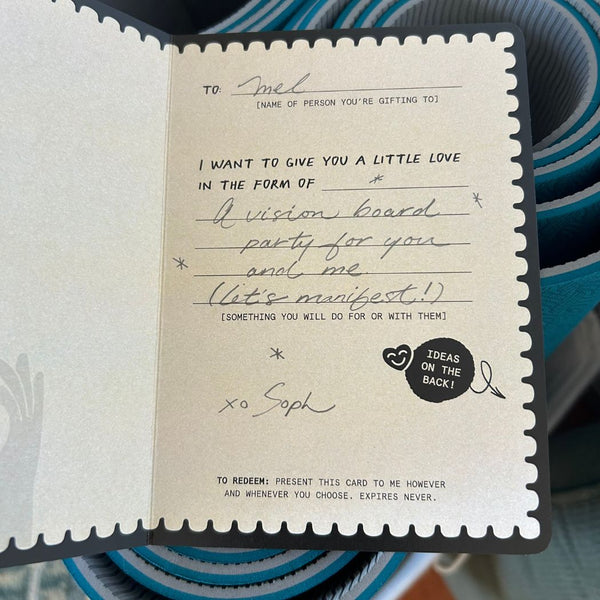 TO: Mel
[NAME OF PERSON YOU'RE GIFTING TO]
I WANT TO GIVE YOU A LITTLE LOVE
IN THE FORM OF
A vision board
party for you
and me.
(let's manifest!)
[SOMETHING YOU WILL DO FOR OR WITH THEM]
IDEAS
ON THE
BACK!
xo Soph
TO REDEEM: PRESENT THIS CARD TO ME HOWEVER
AND WHENEVER YOU CHOOSE. EXPIRES NEVER.